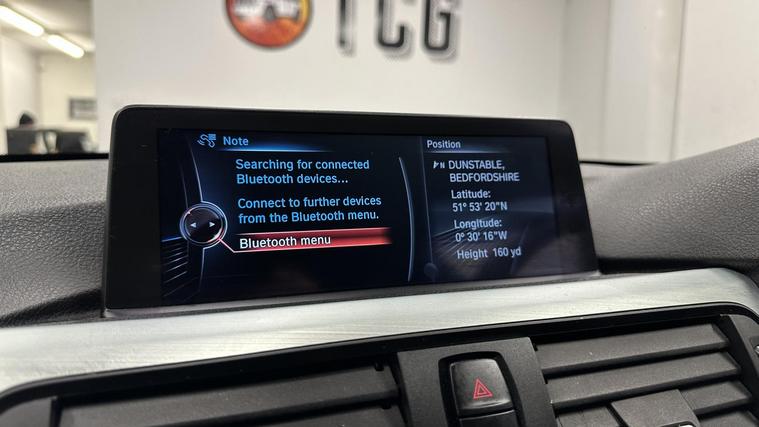 TCG
Note
Searching for connected
Bluetooth devices...
Connect to further devices
from the Bluetooth menu.
Bluetooth menu
Position
N DUNSTABLE,
BEDFORDSHIRE
Latitude:
51° 53' 20"N
Longitude:
0° 30' 16"W
Height 160 yd